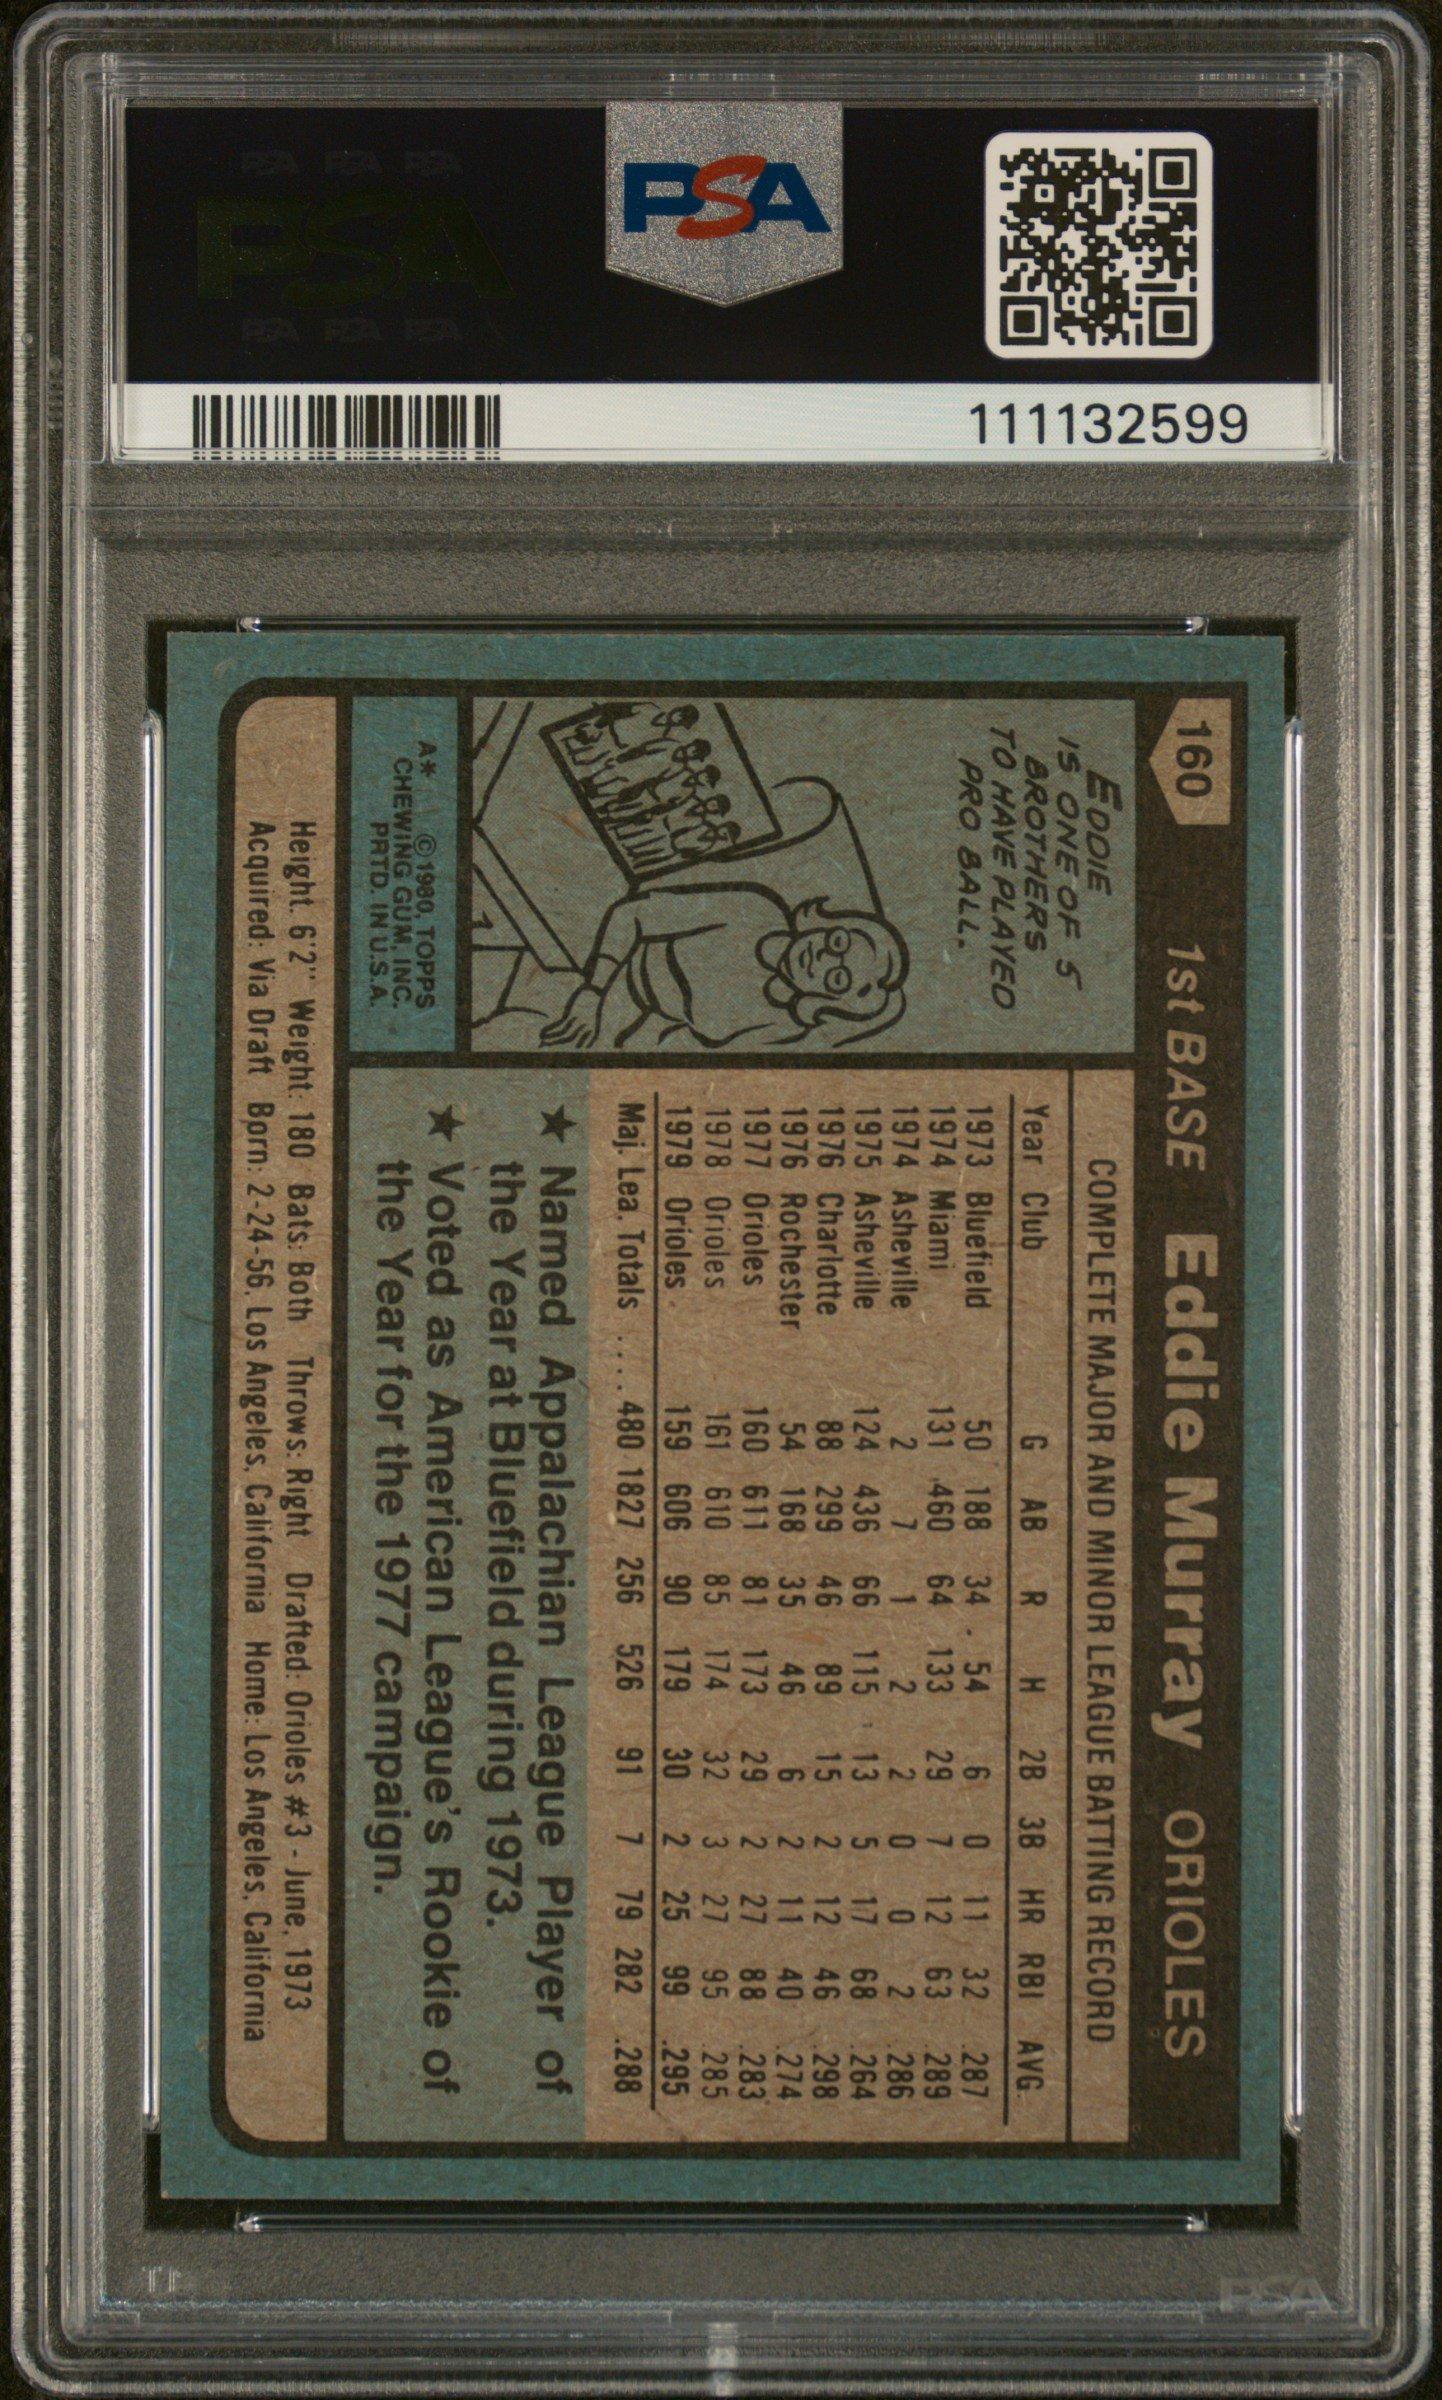 PSA PSA PSA
PSA
PSA PSA PSA
PSA
111132599
160 1st BASE Eddie Murray ORIOLES
EDDIE
IS ONE OF 5
BROTHERS
TO HAVE PLAYED
PRO BALL.
A* ©1980, TOPPS
CHEWING GUM, INC.
PRTD. IN U.S.A.
COMPLETE MAJOR AND MINOR LEAGUE BATTING RECORD
Year Club G AB R H 2B 3B HR RBI AVG.
1973 Bluefield 50 188 34 54 6 0 11 32 .287
1974 Miami 131 460 64 133 29 7 12 63 .289
1974 Asheville 2 7 1 2 2 0 0 2 .286
1975 Asheville 124 436 66 115 13 5 17 68 .264
1976 Charlotte 88 299 46 89 15 2 12 46 .298
1976 Rochester 54 168 35 46 6 2 11 40 .274
1977 Orioles 160 611 81 173 29 2 27 88 .283
1978 Orioles 161 610 85 174 32 3 27 95 .285
1979 Orioles 159 606 90 179 30 2 25 99 .295
Maj. Lea. Totals .... 480 1827 256 526 91 7 79 282 .288
★ Named Appalachian League Player of
the Year at Bluefield during 1973.
★ Voted as American League's Rookie of
the Year for the 1977 campaign.
Height: 6'2" Weight: 180 Bats: Both Throws: Right Drafted: Orioles #3 - June, 1973
Acquired: Via Draft Born: 2-24-56, Los Angeles, California Home: Los Angeles, California
PSA